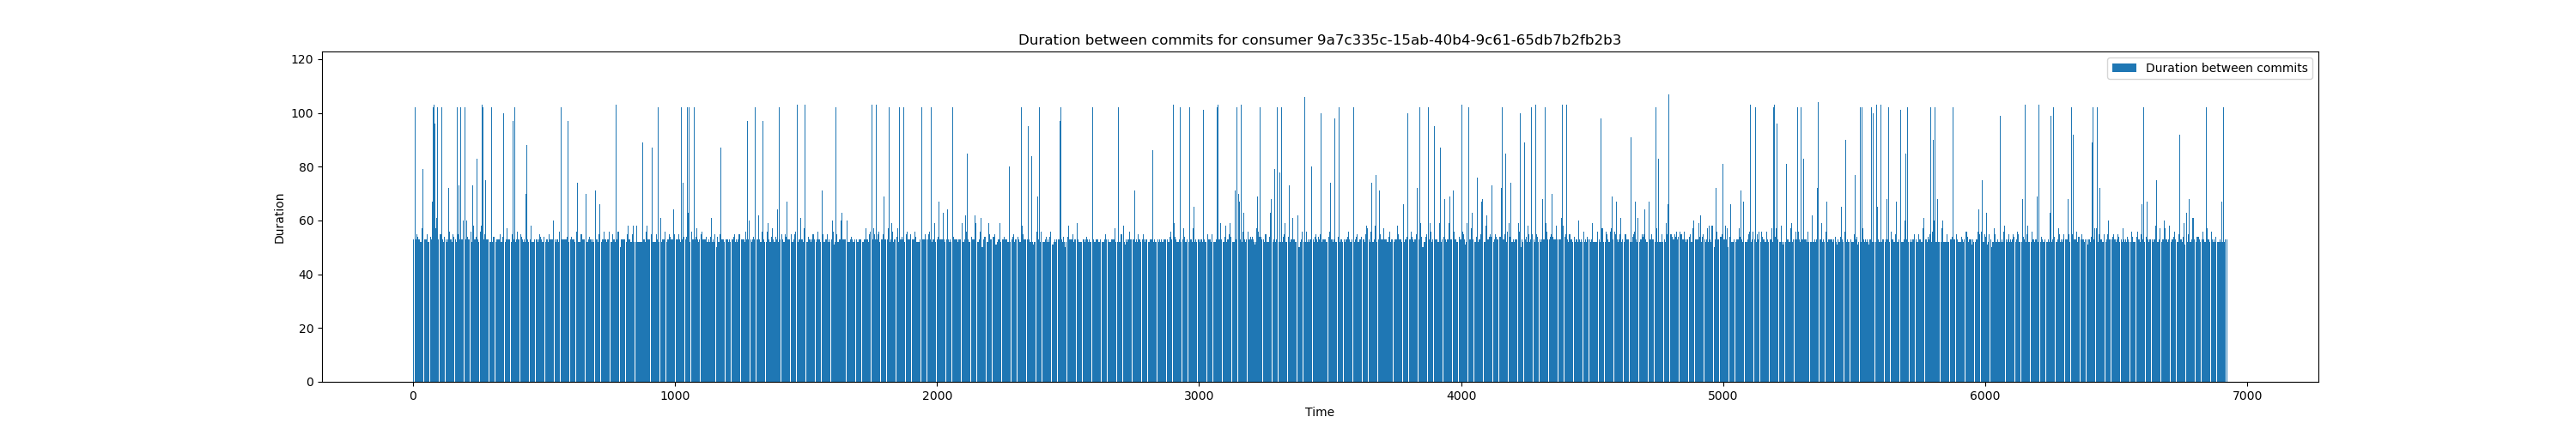 Duration between commits for consumer 9a7c335c-15ab-40b4-9c61-65db7b2fb2b3
Duration between commits
120
100
80
60
40
20
0
Duration
0 1000 2000 3000 4000 5000 6000 7000
Time